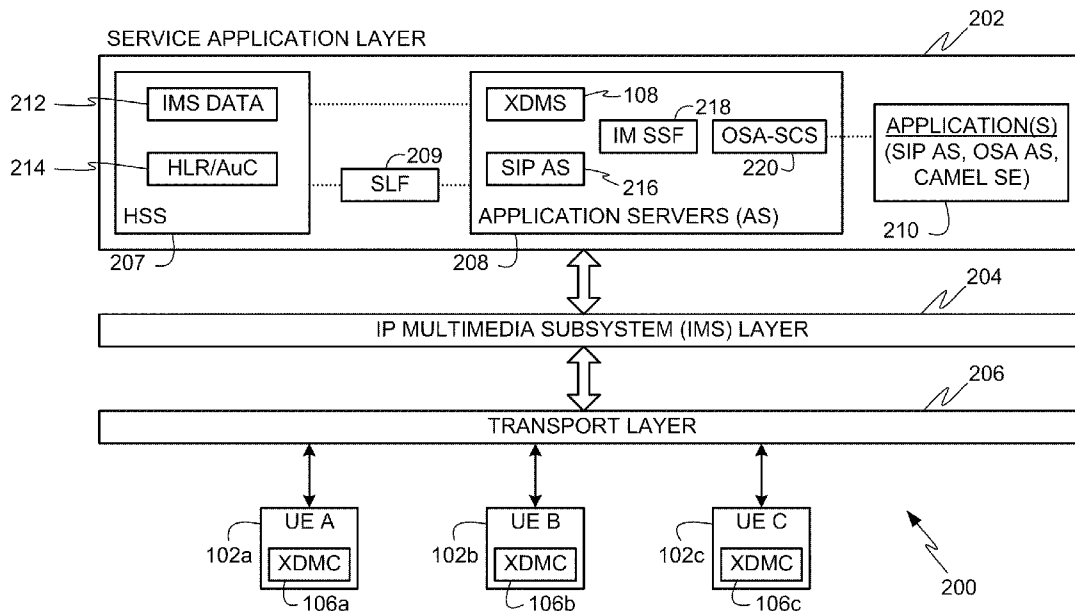 SERVICE APPLICATION LAYER
202
212
IMS DATA
XDMS
108
218
IM SSF
OSA-SCS
220
APPLICATION(S)
(SIP AS, OSA AS,
CAMEL SE)
214
HLR/AuC
209
SLF
SIP AS
216
HSS
APPLICATION SERVERS (AS)
207
208
210
204
IP MULTIMEDIA SUBSYSTEM (IMS) LAYER
206
TRANSPORT LAYER
UE A
UE B
UE C
102a
XDMC
102b
XDMC
102c
XDMC
106a
106b
106c
200